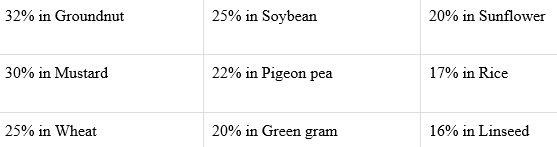 32% in Groundnut
25% in Soybean
20% in Sunflower
30% in Mustard
22% in Pigeon pea
17% in Rice
25% in Wheat
20% in Green gram
16% in Linseed